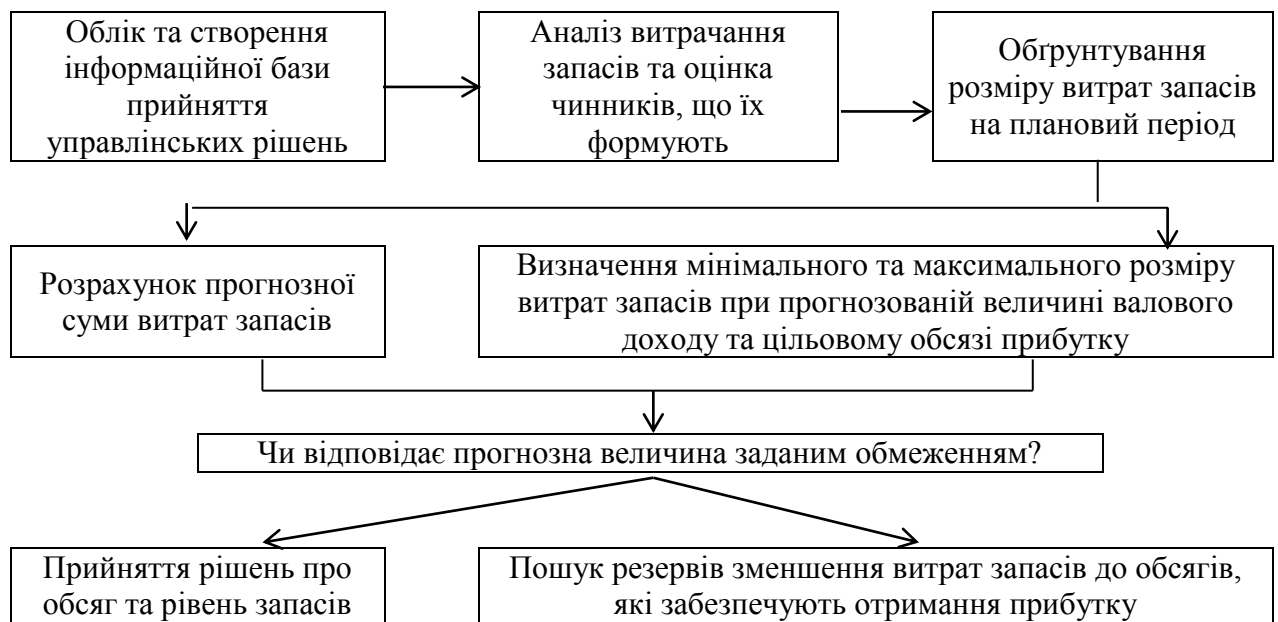 Облік та створення
інформаційної бази
прийняття
управлінських рішень
Аналіз витрачання
запасів та оцінка
чинників, що їх
формують
Обґрунтування
розміру витрат запасів
на плановий період
Розрахунок прогнозної
суми витрат запасів
Визначення мінімального та максимального розміру
витрат запасів при прогнозованій величині валового
доходу та цільовому обсязі прибутку
Чи відповідає прогнозна величина заданим обмеженням?
Прийняття рішень про
обсяг та рівень запасів
Пошук резервів зменшення витрат запасів до обсягів,
які забезпечують отримання прибутку